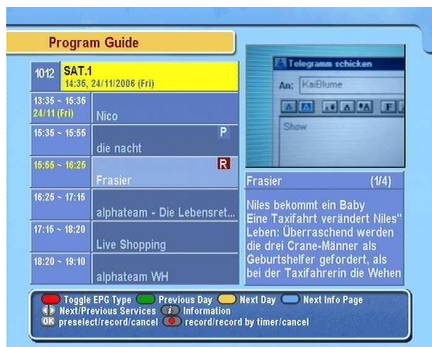 Program Guide
1012 SAT.1
14:35, 24/11/2006 (Fri)
13:35 ~ 15:35
24/11 (Fri)
Nico
15:35 ~ 15:55
P
die nacht
15:55 ~ 16:25
R
Frasier
16:25 ~ 17:15
alphateam - Die Lebensret...
17:15 ~ 18:20
Live Shopping
18:20 ~ 19:10
alphateam WH
Telegramm schicken
An: KaiBlume
Show
Frasier (1/4)
Niles bekommt ein Baby
Eine Taxifahrt verändert Niles"
Leben: Überraschend werden
die drei Crane-Männer als
Geburtshelfer gefordert, als
bei der Taxifahrerin die Wehen
Toggle EPG Type Previous Day Next Day Next Info Page
Next/Previous Services i Information
OK preselect/record/cancel record/record by timer/cancel